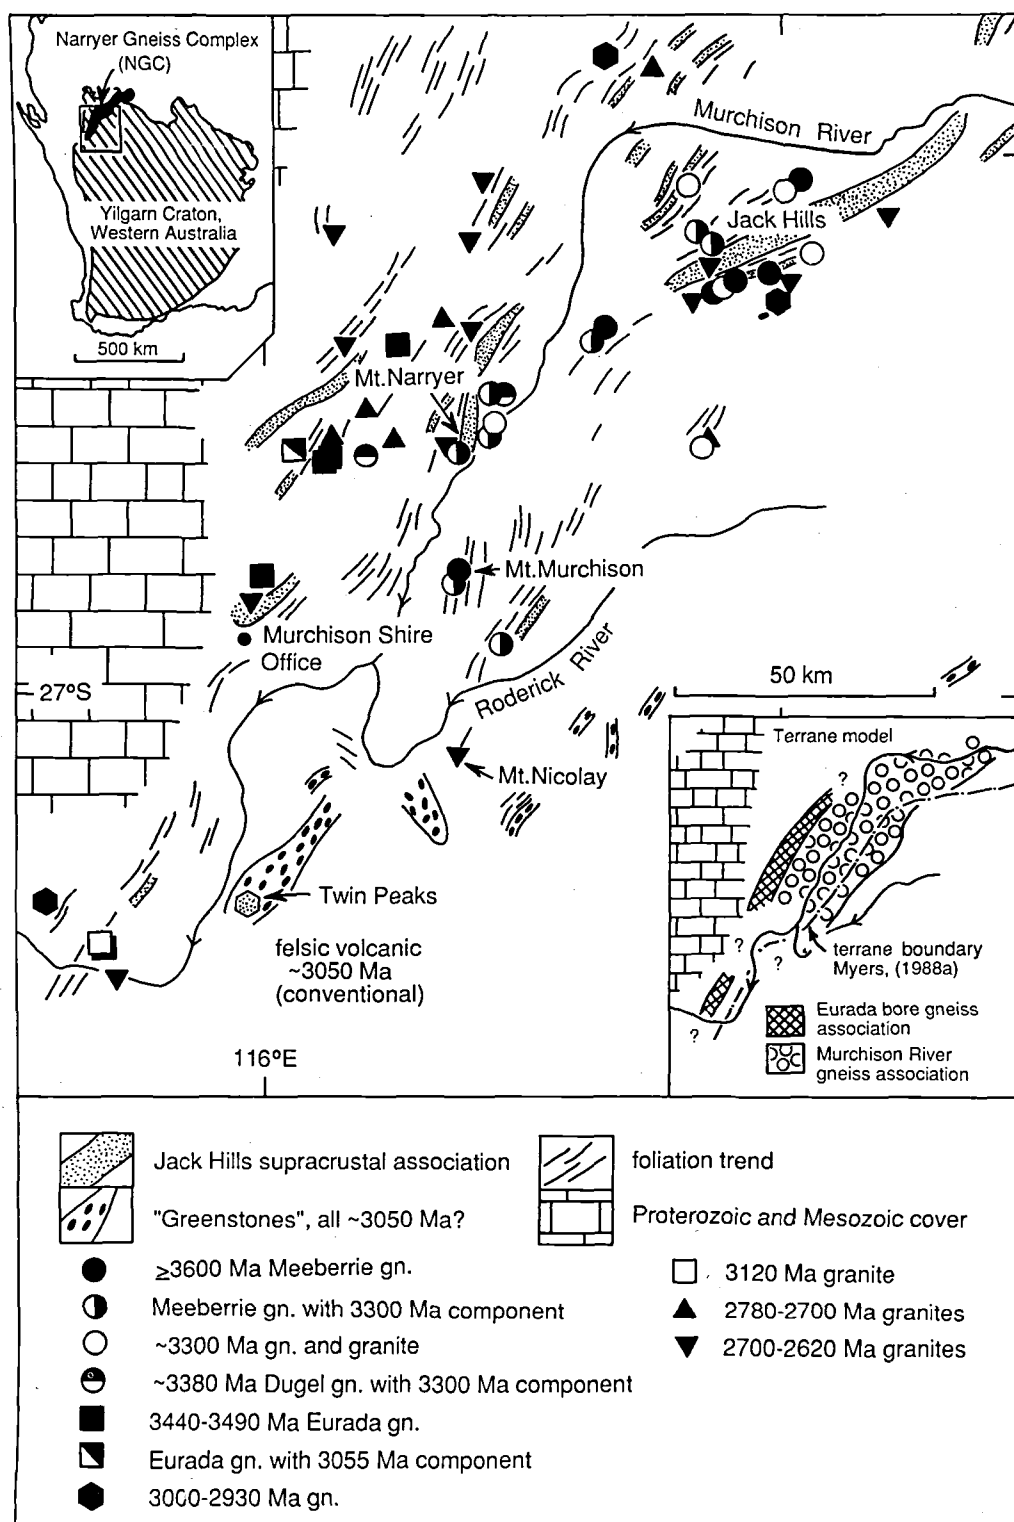 Narryer Gneiss Complex
(NGC)
Yilgarn Craton,
Western Australia
500 km
Murchison River
Jack Hills
Mt.Narryer
Mt.Murchison
Murchison Shire
Office
27°S
Roderick River
50 km
Mt.Nicolay
Twin Peaks
felsic volcanic
~3050 Ma
(conventional)
116°E
Terrane model
?
?
?
?
terrane boundary
Myers, (1988a)
Eurada bore gneiss
association
Murchison River
gneiss association
Jack Hills supracrustal association
"Greenstones", all ~3050 Ma?
≥3600 Ma Meeberrie gn.
Meeberrie gn. with 3300 Ma component
~3300 Ma gn. and granite
~3380 Ma Dugel gn. with 3300 Ma component
3440-3490 Ma Eurada gn.
Eurada gn. with 3055 Ma component
3000-2930 Ma gn.
foliation trend
Proterozoic and Mesozoic cover
3120 Ma granite
2780-2700 Ma granites
2700-2620 Ma granites